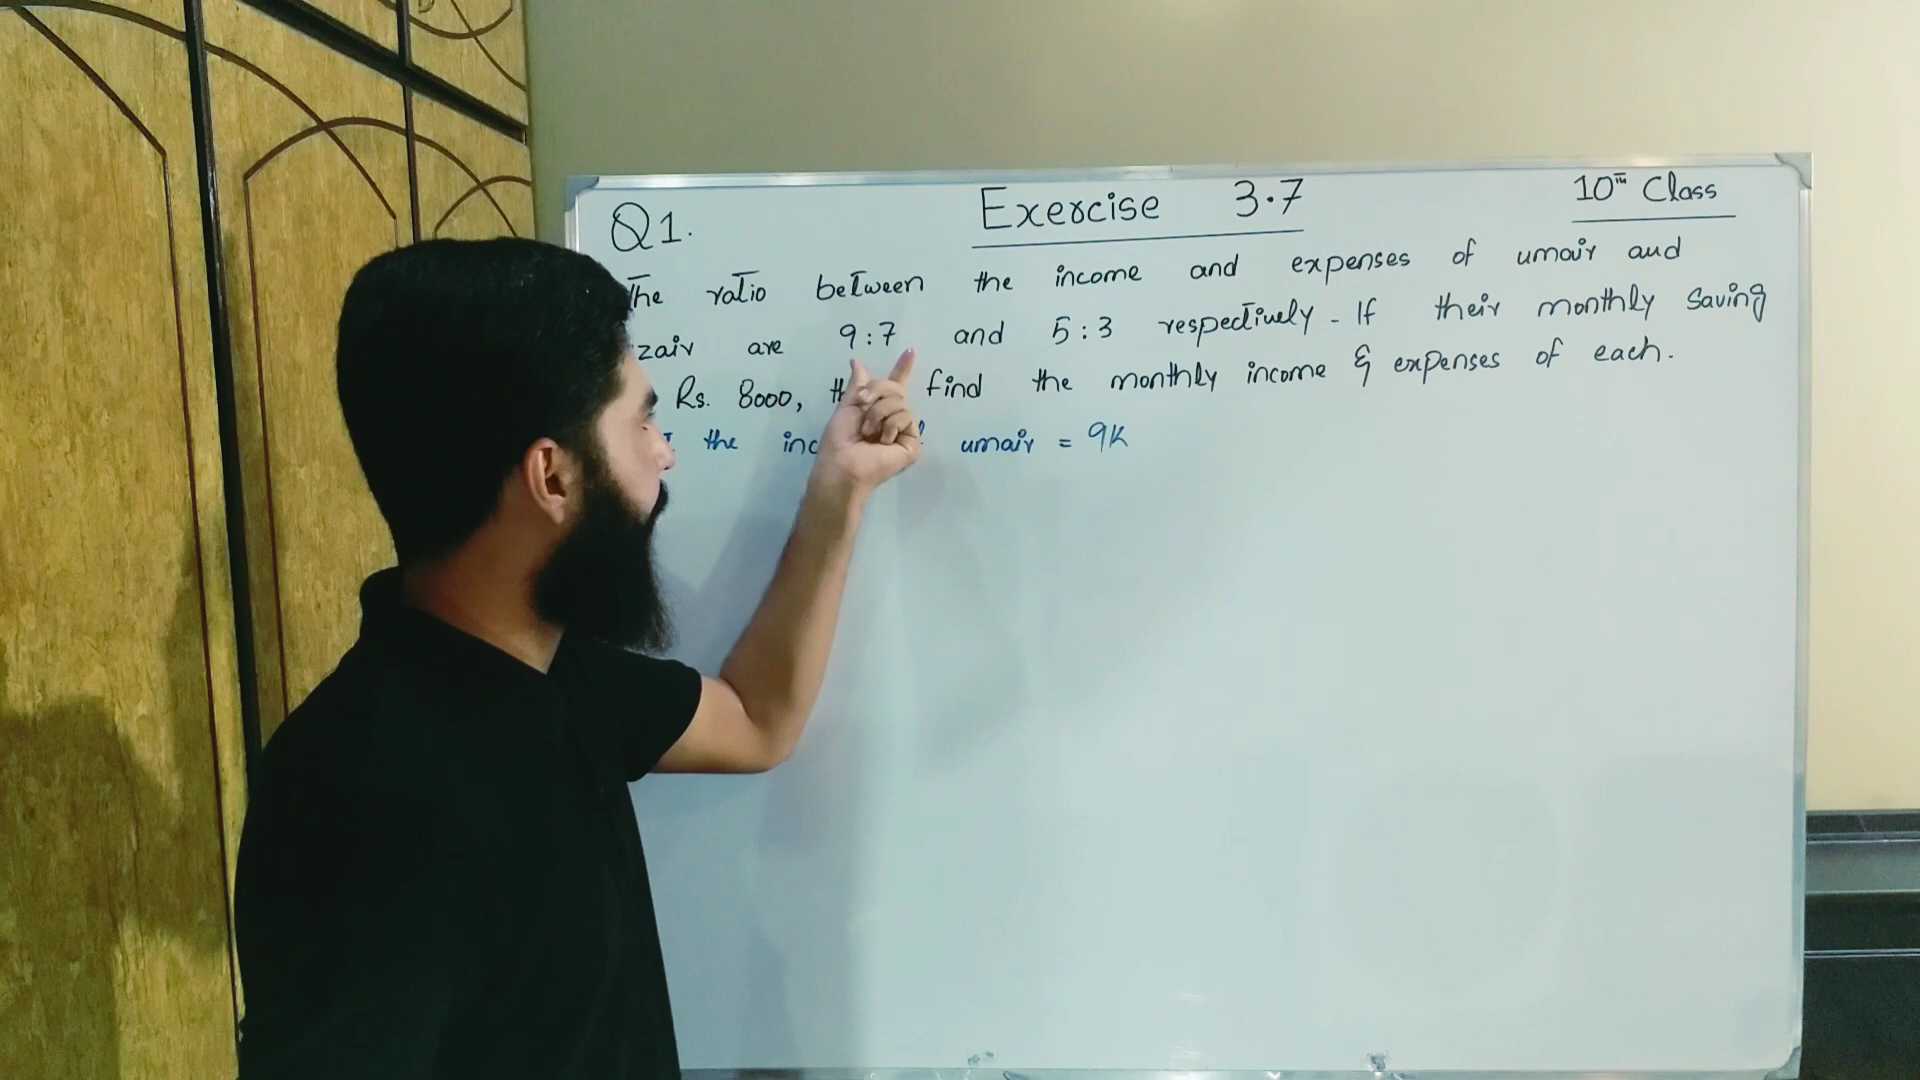 Exercise 3.7
10th Class
Q1.
The ratio between the income and expenses of umair and
zair are 9:7 and 5:3 respectively. If their monthly Saving
Rs. 8000, find the monthly income & expenses of each.
the umair = 9K